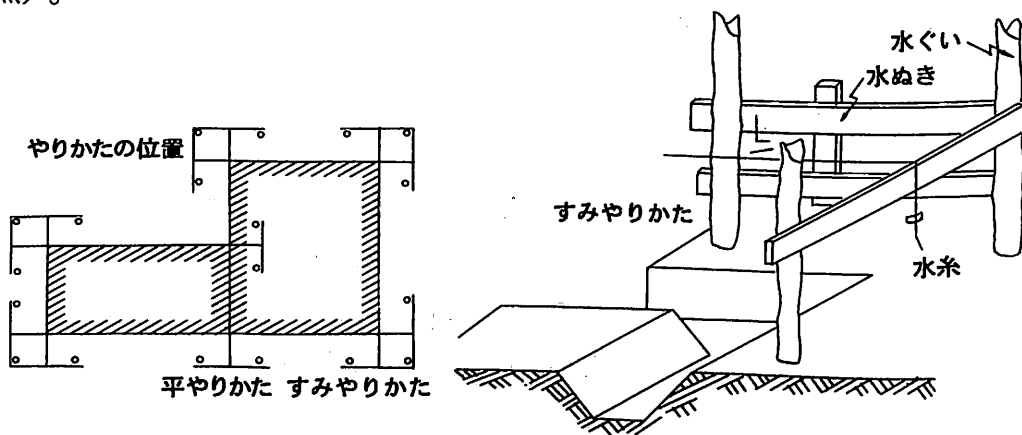 やりかたの位置
平やりかた すみやりかた
水ぐい
水ぬき
すみやりかた
水糸